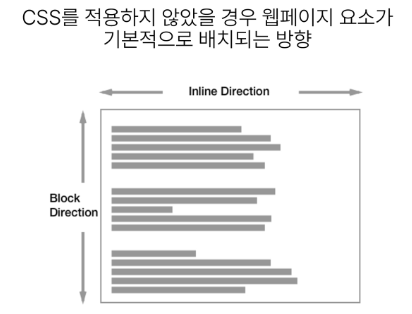 CSS를 적용하지 않았을 경우 웹페이지 요소가
기본적으로 배치되는 방향
Inline Direction
Block
Direction